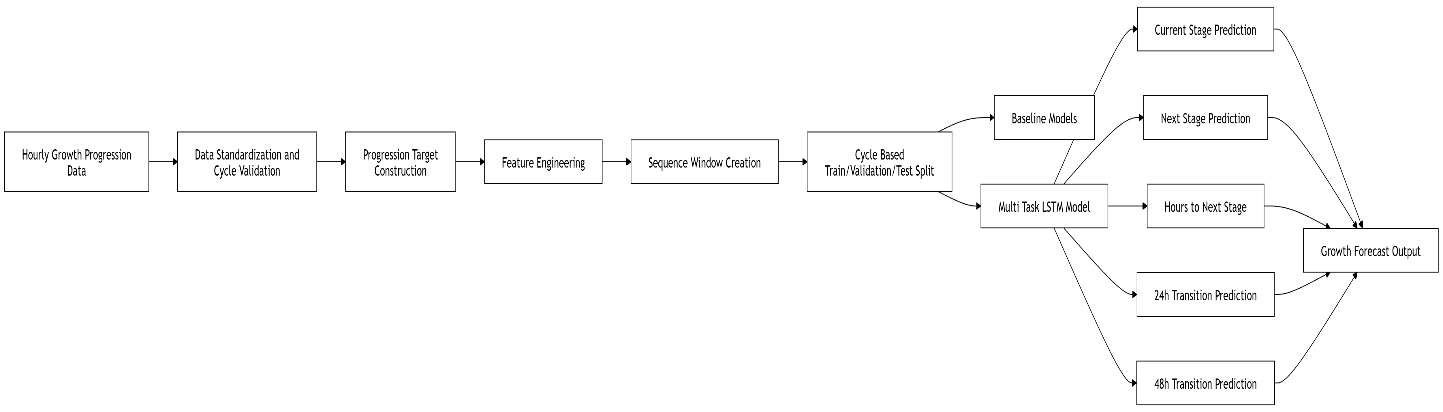 Hourly Growth Progression
Data
Data Standardization and
Cycle Validation
Progression Target
Construction
Feature Engineering
Sequence Window Creation
Cycle Based
Train/Validation/Test Split
Baseline Models
Multi Task LSTM Model
Current Stage Prediction
Next Stage Prediction
Hours to Next Stage
24h Transition Prediction
48h Transition Prediction
Growth Forecast Output